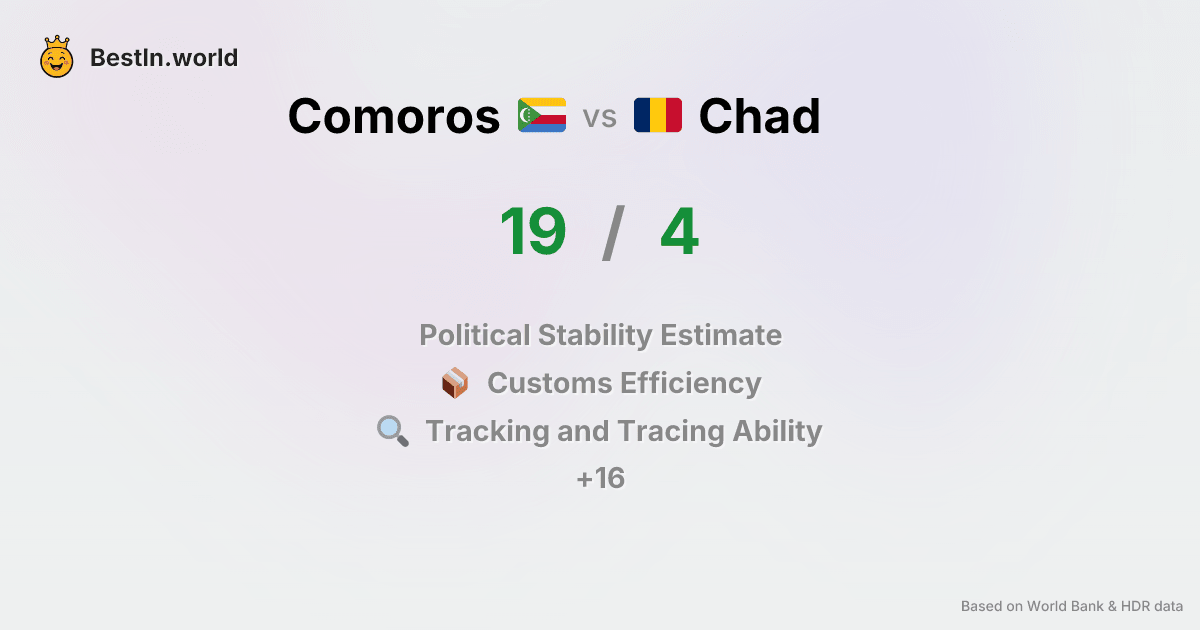 BestIn.world
Comoros vs Chad
19 / 4
Political Stability Estimate
Customs Efficiency
Tracking and Tracing Ability
+16
Based on World Bank & HDR data